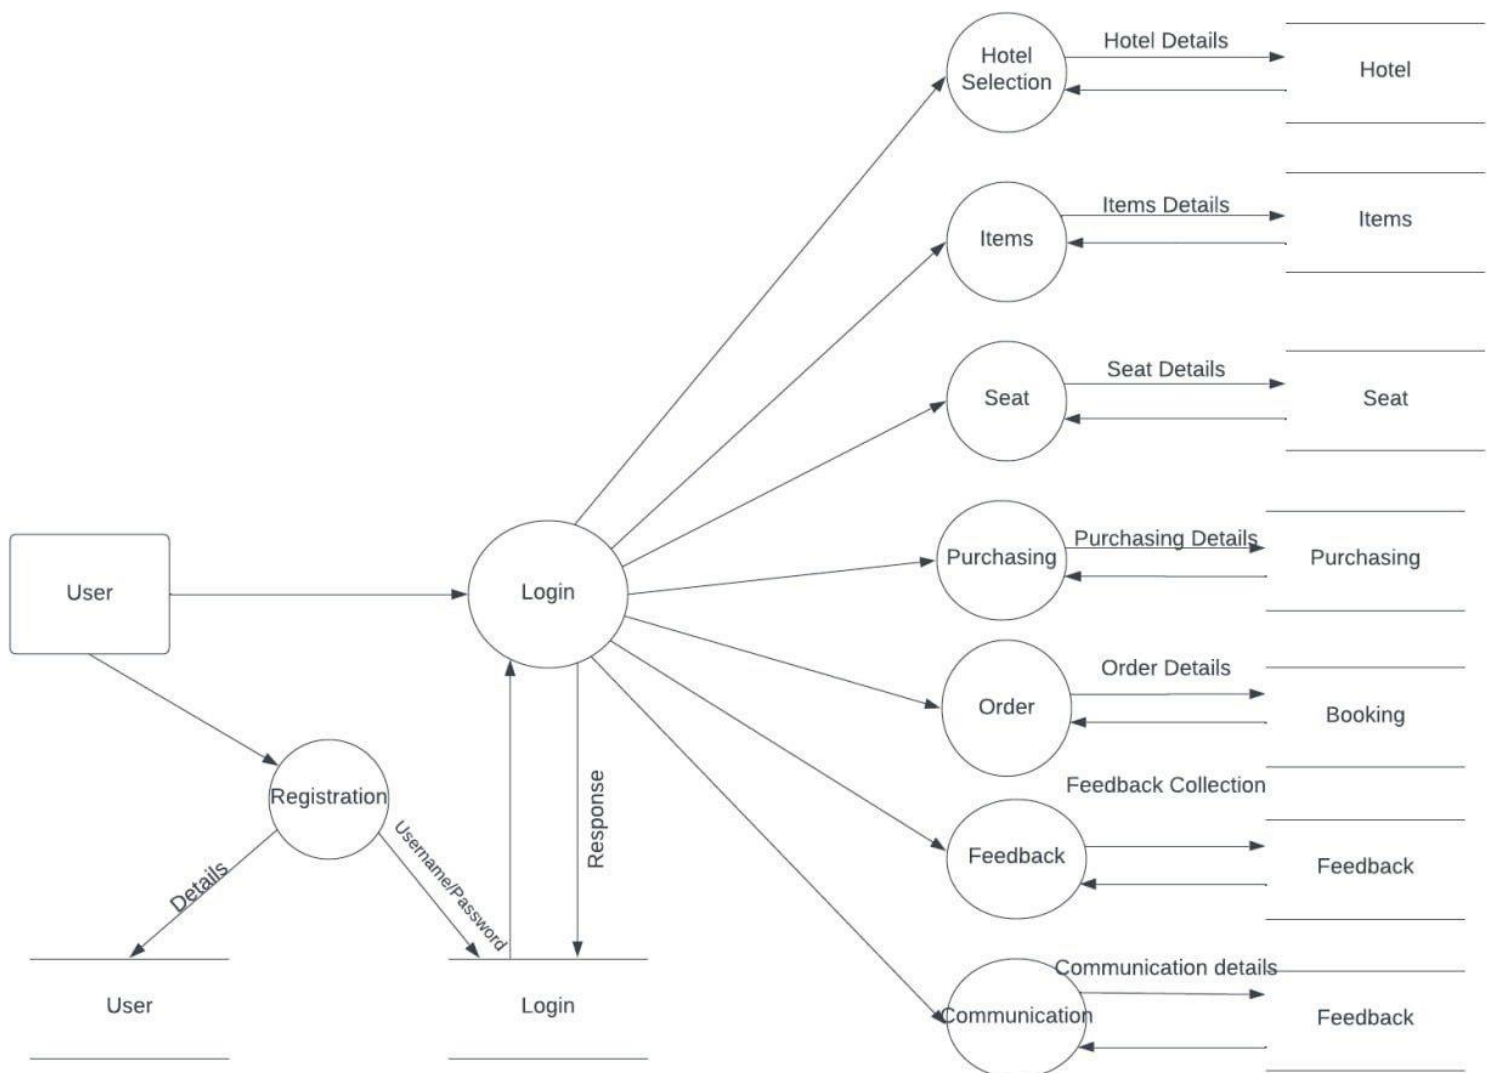 Hotel
Selection
Hotel Details
Hotel
Items
Items Details
Items
Seat
Seat Details
Seat
User
Login
Purchasing
Purchasing Details
Purchasing
Order
Order Details
Booking
Registration
Details
Username/Password
Response
Feedback Collection
Feedback
Feedback
Communication details
Communication
Feedback
User
Login